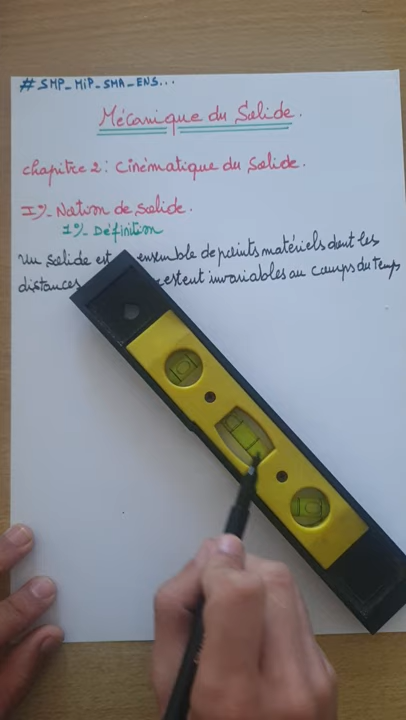 # SMP_MIP_SMA_ENS...
Mécanique du Solide.
chapitre 2 : Cinématique du solide.
I°/- Notion de solide.
1°/- Définition
Un solide est ensemble de points matériels dont les
distances restent invariables au cours du temps